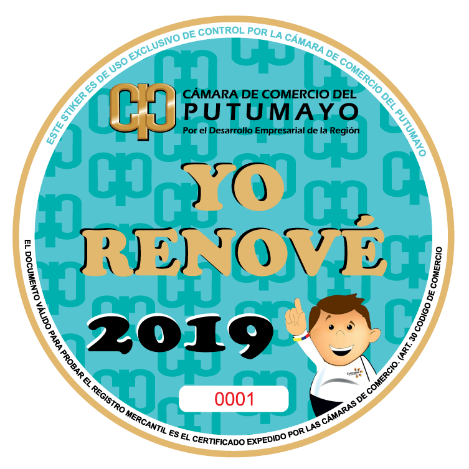 ESTE STIKER ES DE USO EXCLUSIVO DE CONTROL POR LA CÁMARA DE COMERCIO DEL PUTUMAYO
CÁMARA DE COMERCIO DEL
PUTUMAYO
Por el Desarrollo Empresarial de la Región
YO
RENOVÉ
2019
0001
EL DOCUMENTO VÁLIDO PARA PROBAR EL REGISTRO MERCANTIL ES EL CERTIFICADO EXPEDIDO POR LAS CÁMARAS DE COMERCIO. (ART. 30 CODIGO DE COMERCIO